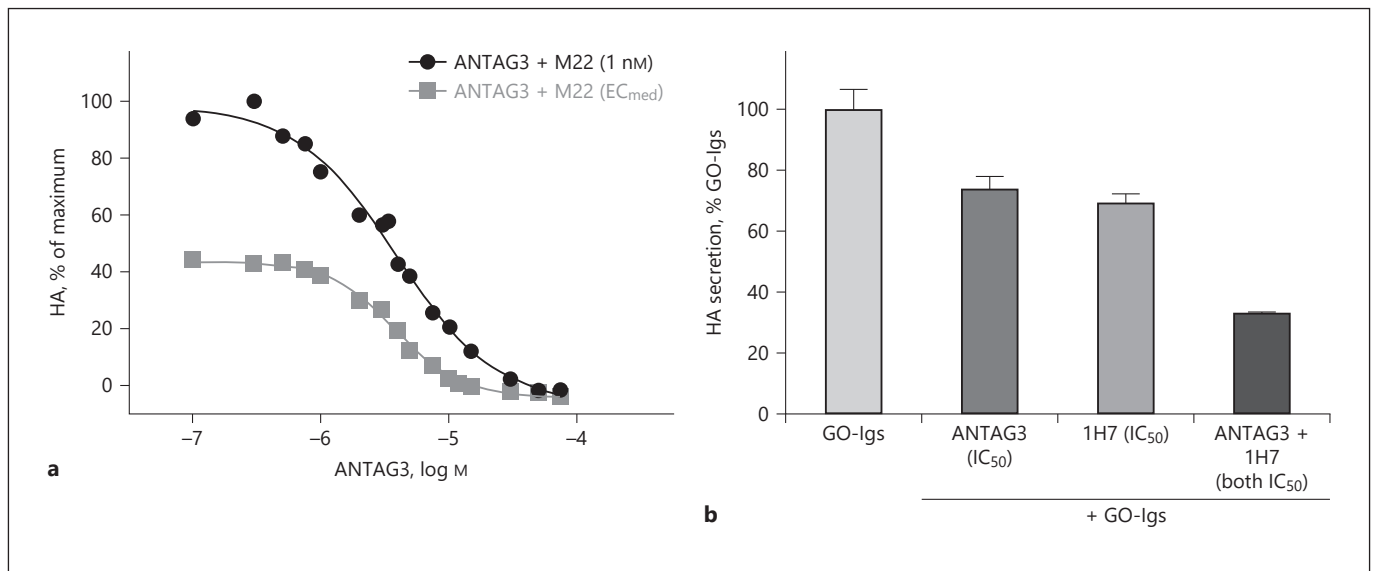 ANTAG3 + M22 (1 nM)
ANTAG3 + M22 (ECmed)
HA, % of maximum
100
80
60
40
20
0
–7
–6
–5
–4
ANTAG3, log M
a
HA secretion, % GO-Igs
100
80
60
40
20
0
GO-Igs
ANTAG3
(IC50)
1H7 (IC50)
ANTAG3 +
1H7
(both IC50)
+ GO-Igs
b